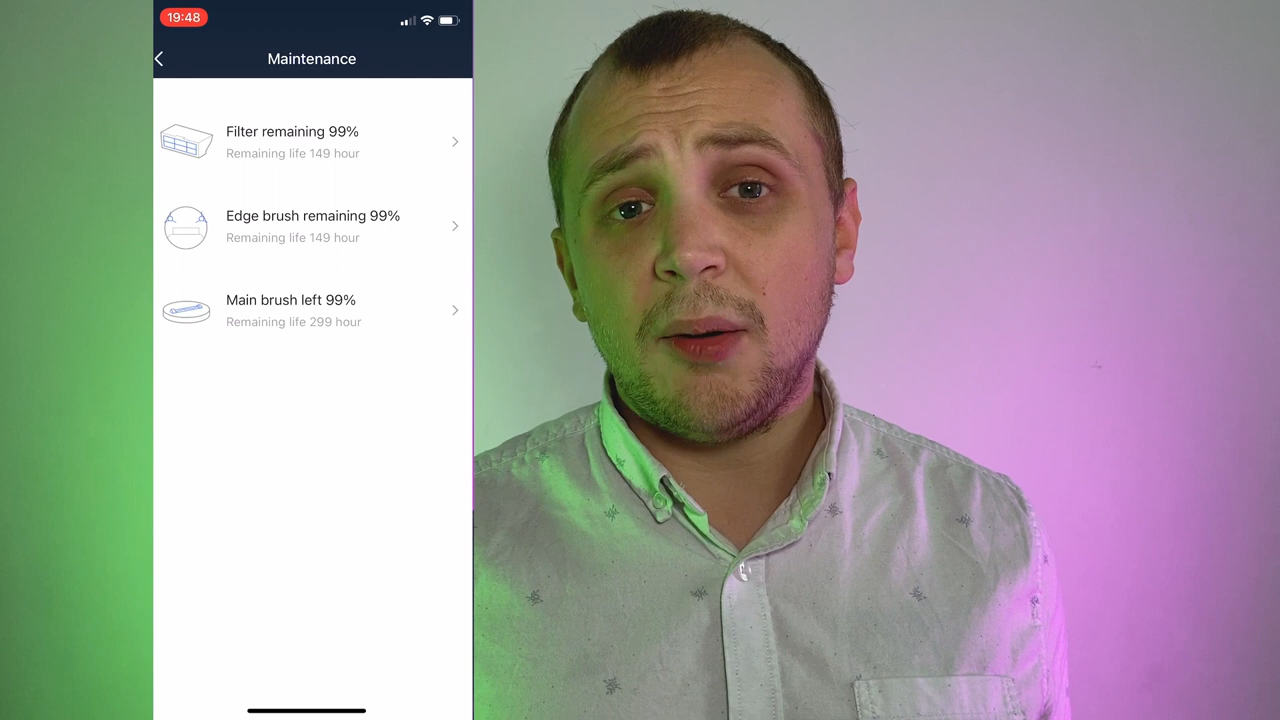 19:48
Maintenance
Filter remaining 99%
Remaining life 149 hour
Edge brush remaining 99%
Remaining life 149 hour
Main brush left 99%
Remaining life 299 hour